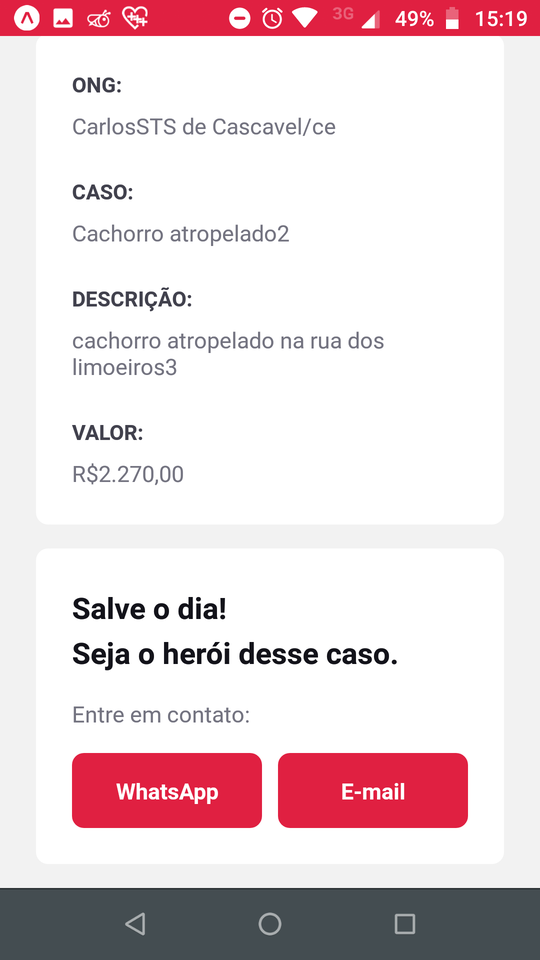 3G 49% 15:19
ONG:
CarlosSTS de Cascavel/ce
CASO:
Cachorro atropelado2
DESCRIÇÃO:
cachorro atropelado na rua dos
limoeiros3
VALOR:
R$2.270,00
Salve o dia!
Seja o herói desse caso.
Entre em contato:
WhatsApp E-mail